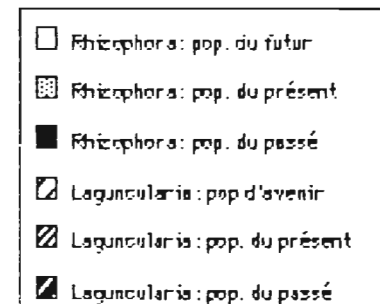 Rhizophora: pop. du futur
Rhizophora: pop. du présent
Rhizophora: pop. du passé
Laguncularia: pop d'avenir
Laguncularia: pop. du présent
Laguncularia: pop. du passé